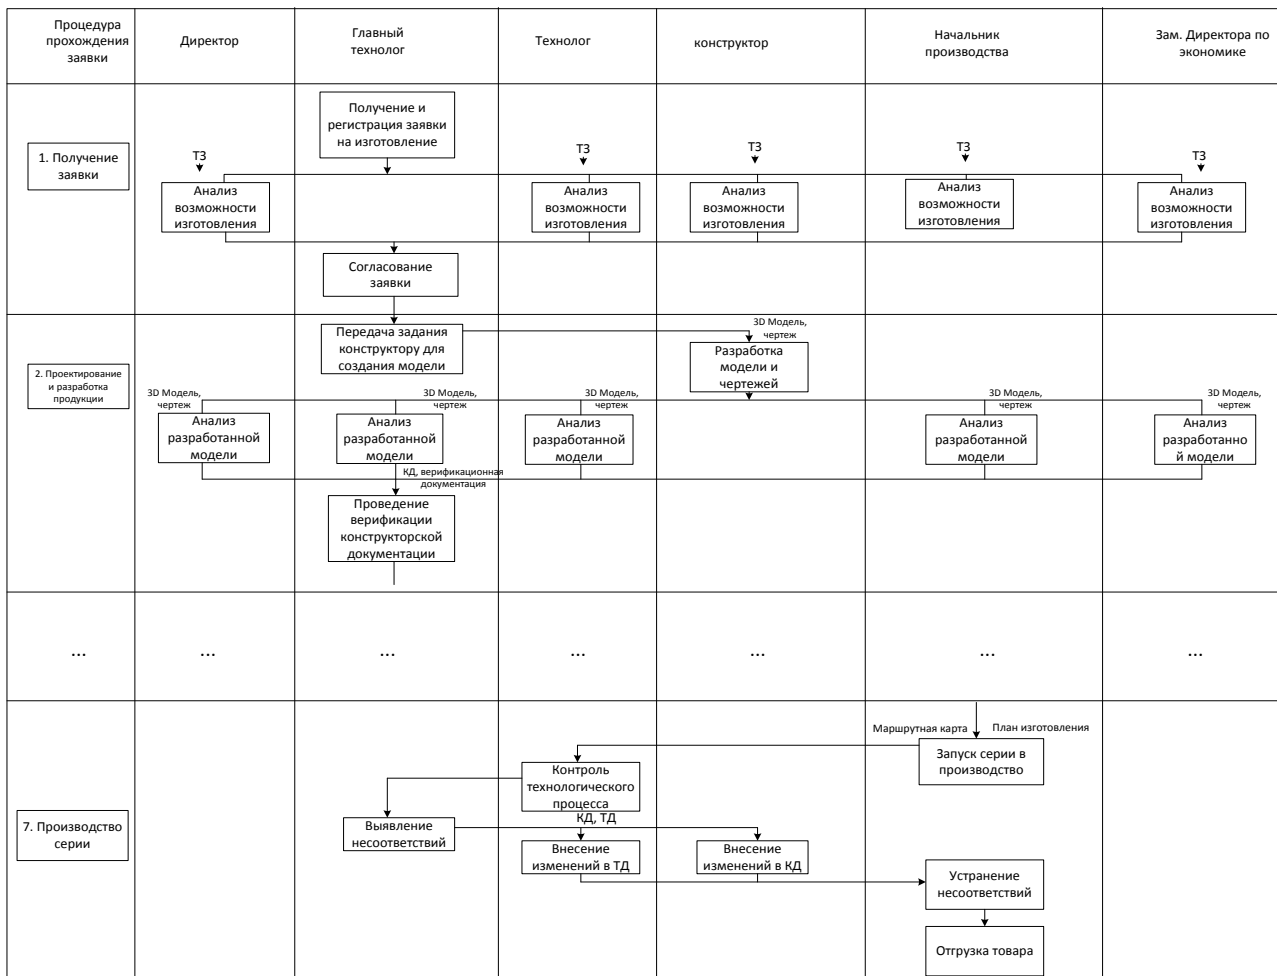 Процедура
прохождения
заявки
Директор
Главный
технолог
Технолог
конструктор
Начальник
производства
Зам. Директора по
экономике
1. Получение
заявки
Получение и
регистрация заявки
на изготовление
ТЗ
ТЗ
ТЗ
ТЗ
ТЗ
Анализ
возможности
изготовления
Анализ
возможности
изготовления
Анализ
возможности
изготовления
Анализ
возможности
изготовления
Анализ
возможности
изготовления
Согласование
заявки
2. Проектирование
и разработка
продукции
Передача задания
конструктору для
создания модели
3D Модель,
чертеж
Разработка
модели и
чертежей
3D Модель,
чертеж
3D Модель,
чертеж
3D Модель,
чертеж
3D Модель,
чертеж
3D Модель,
чертеж
Анализ
разработанной
модели
Анализ
разработанной
модели
Анализ
разработанной
модели
Анализ
разработанной
модели
Анализ
разработанно
й модели
КД, верификационная
документация
Проведение
верификации
конструкторской
документации
...
...
...
...
...
...
...
7. Производство
серии
Маршрутная карта
План изготовления
Запуск серии в
производство
Контроль
технологического
процесса
КД, ТД
Выявление
несоответствий
Внесение
изменений в ТД
Внесение
изменений в КД
Устранение
несоответствий
Отгрузка товара